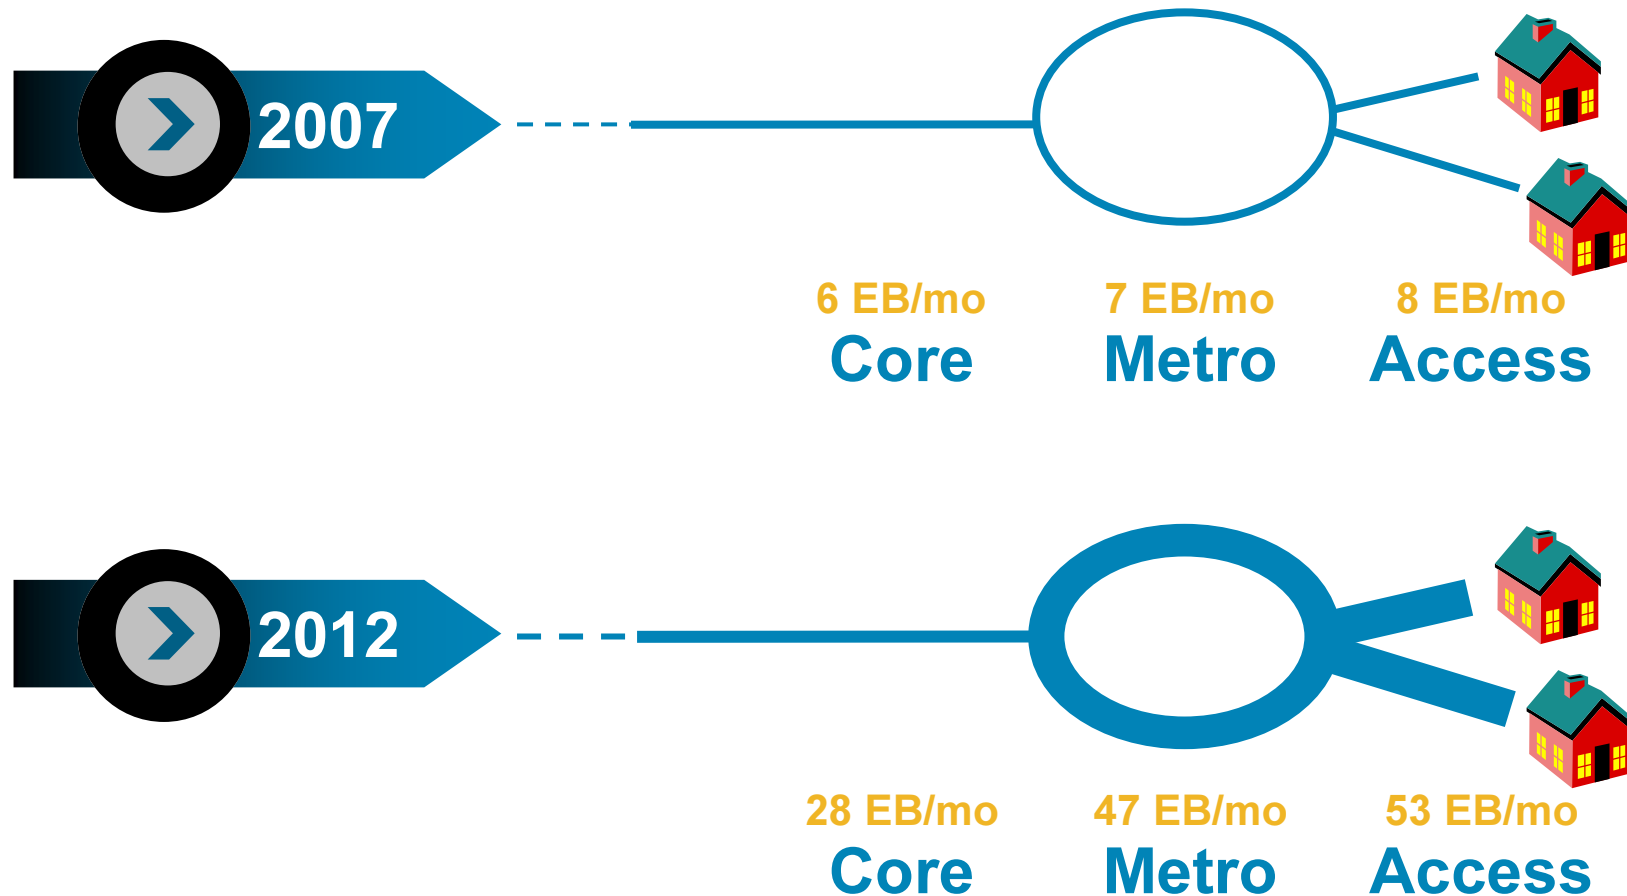 2007
6 EB/mo 7 EB/mo 8 EB/mo
Core Metro Access
2012
28 EB/mo 47 EB/mo 53 EB/mo
Core Metro Access